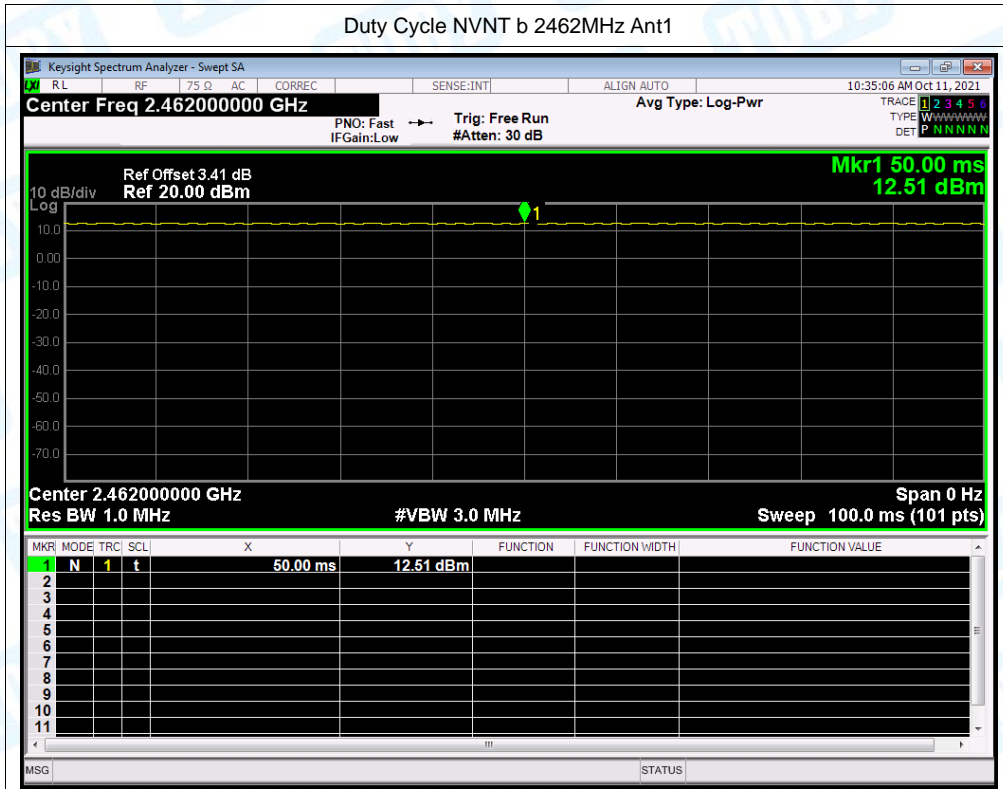 Duty Cycle NVNT b 2462MHz Ant1
Keysight Spectrum Analyzer - Swept SA
LXI RL RF 75 Ω AC CORREC SENSE:INT ALIGN AUTO 10:35:06 AM Oct 11, 2021
Center Freq 2.462000000 GHz Avg Type: Log-Pwr TRACE 1 2 3 4 5 6
PNO: Fast Trig: Free Run TYPE WWWWWW
IFGain:Low #Atten: 30 dB DET P N N N N N
Mkr1 50.00 ms
Ref Offset 3.41 dB
10 dB/div Ref 20.00 dBm 12.51 dBm
Log
1
10.0
0.00
-10.0
-20.0
-30.0
-40.0
-50.0
-60.0
-70.0
Center 2.462000000 GHz Span 0 Hz
Res BW 1.0 MHz #VBW 3.0 MHz Sweep 100.0 ms (101 pts)
MKR MODE TRC SCL X Y FUNCTION FUNCTION WIDTH FUNCTION VALUE
1 N 1 t 50.00 ms 12.51 dBm
2
3
4
5
6
7
8
9
10
11
MSG STATUS